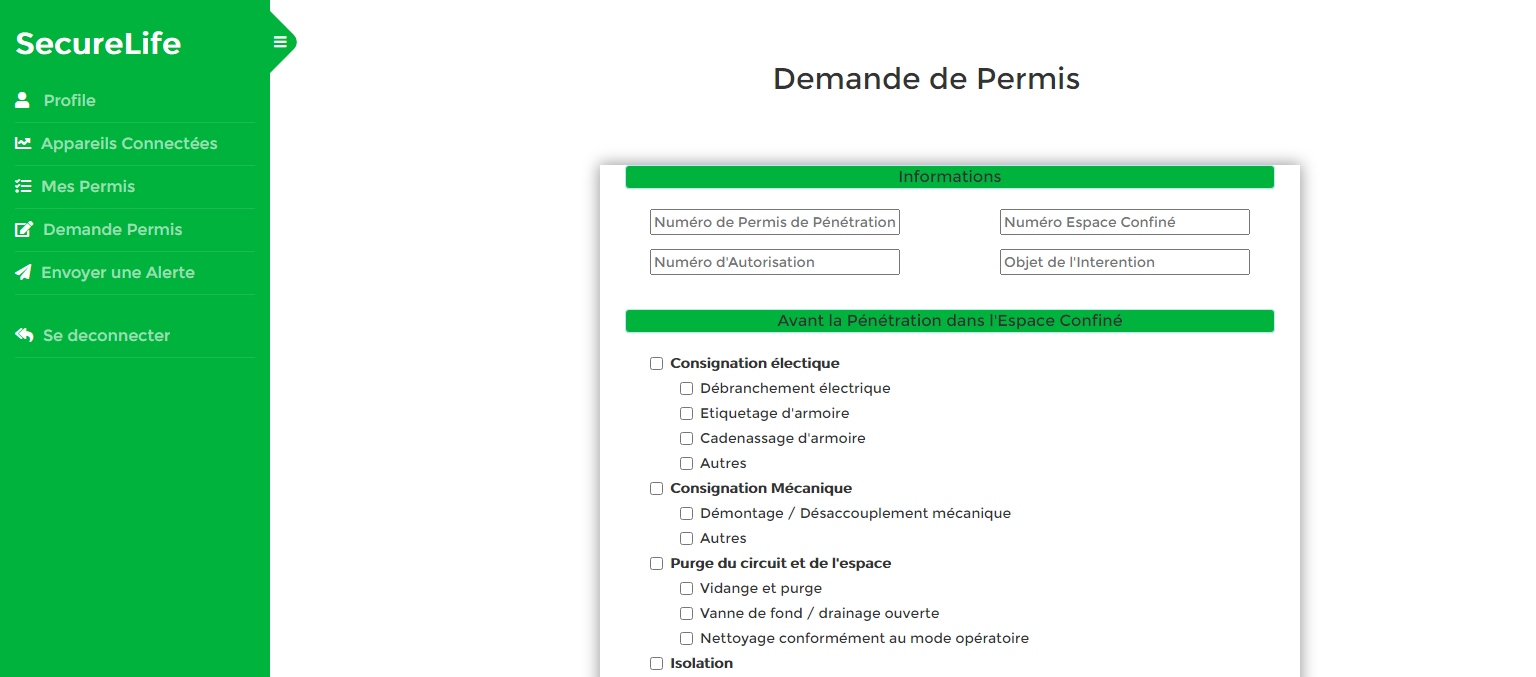 SecureLife
Profile
Appareils Connectées
Mes Permis
Demande Permis
Envoyer une Alerte
Se deconnecter
Demande de Permis
Informations
Numéro de Permis de Pénétration Numéro Espace Confiné
Numéro d'Autorisation Objet de l'Interention
Avant la Pénétration dans l'Espace Confiné
Consignation électique
Débranchement électrique
Etiquetage d'armoire
Cadenassage d'armoire
Autres
Consignation Mécanique
Démontage / Désaccouplement mécanique
Autres
Purge du circuit et de l'espace
Vidange et purge
Vanne de fond / drainage ouverte
Nettoyage conformément au mode opératoire
Isolation